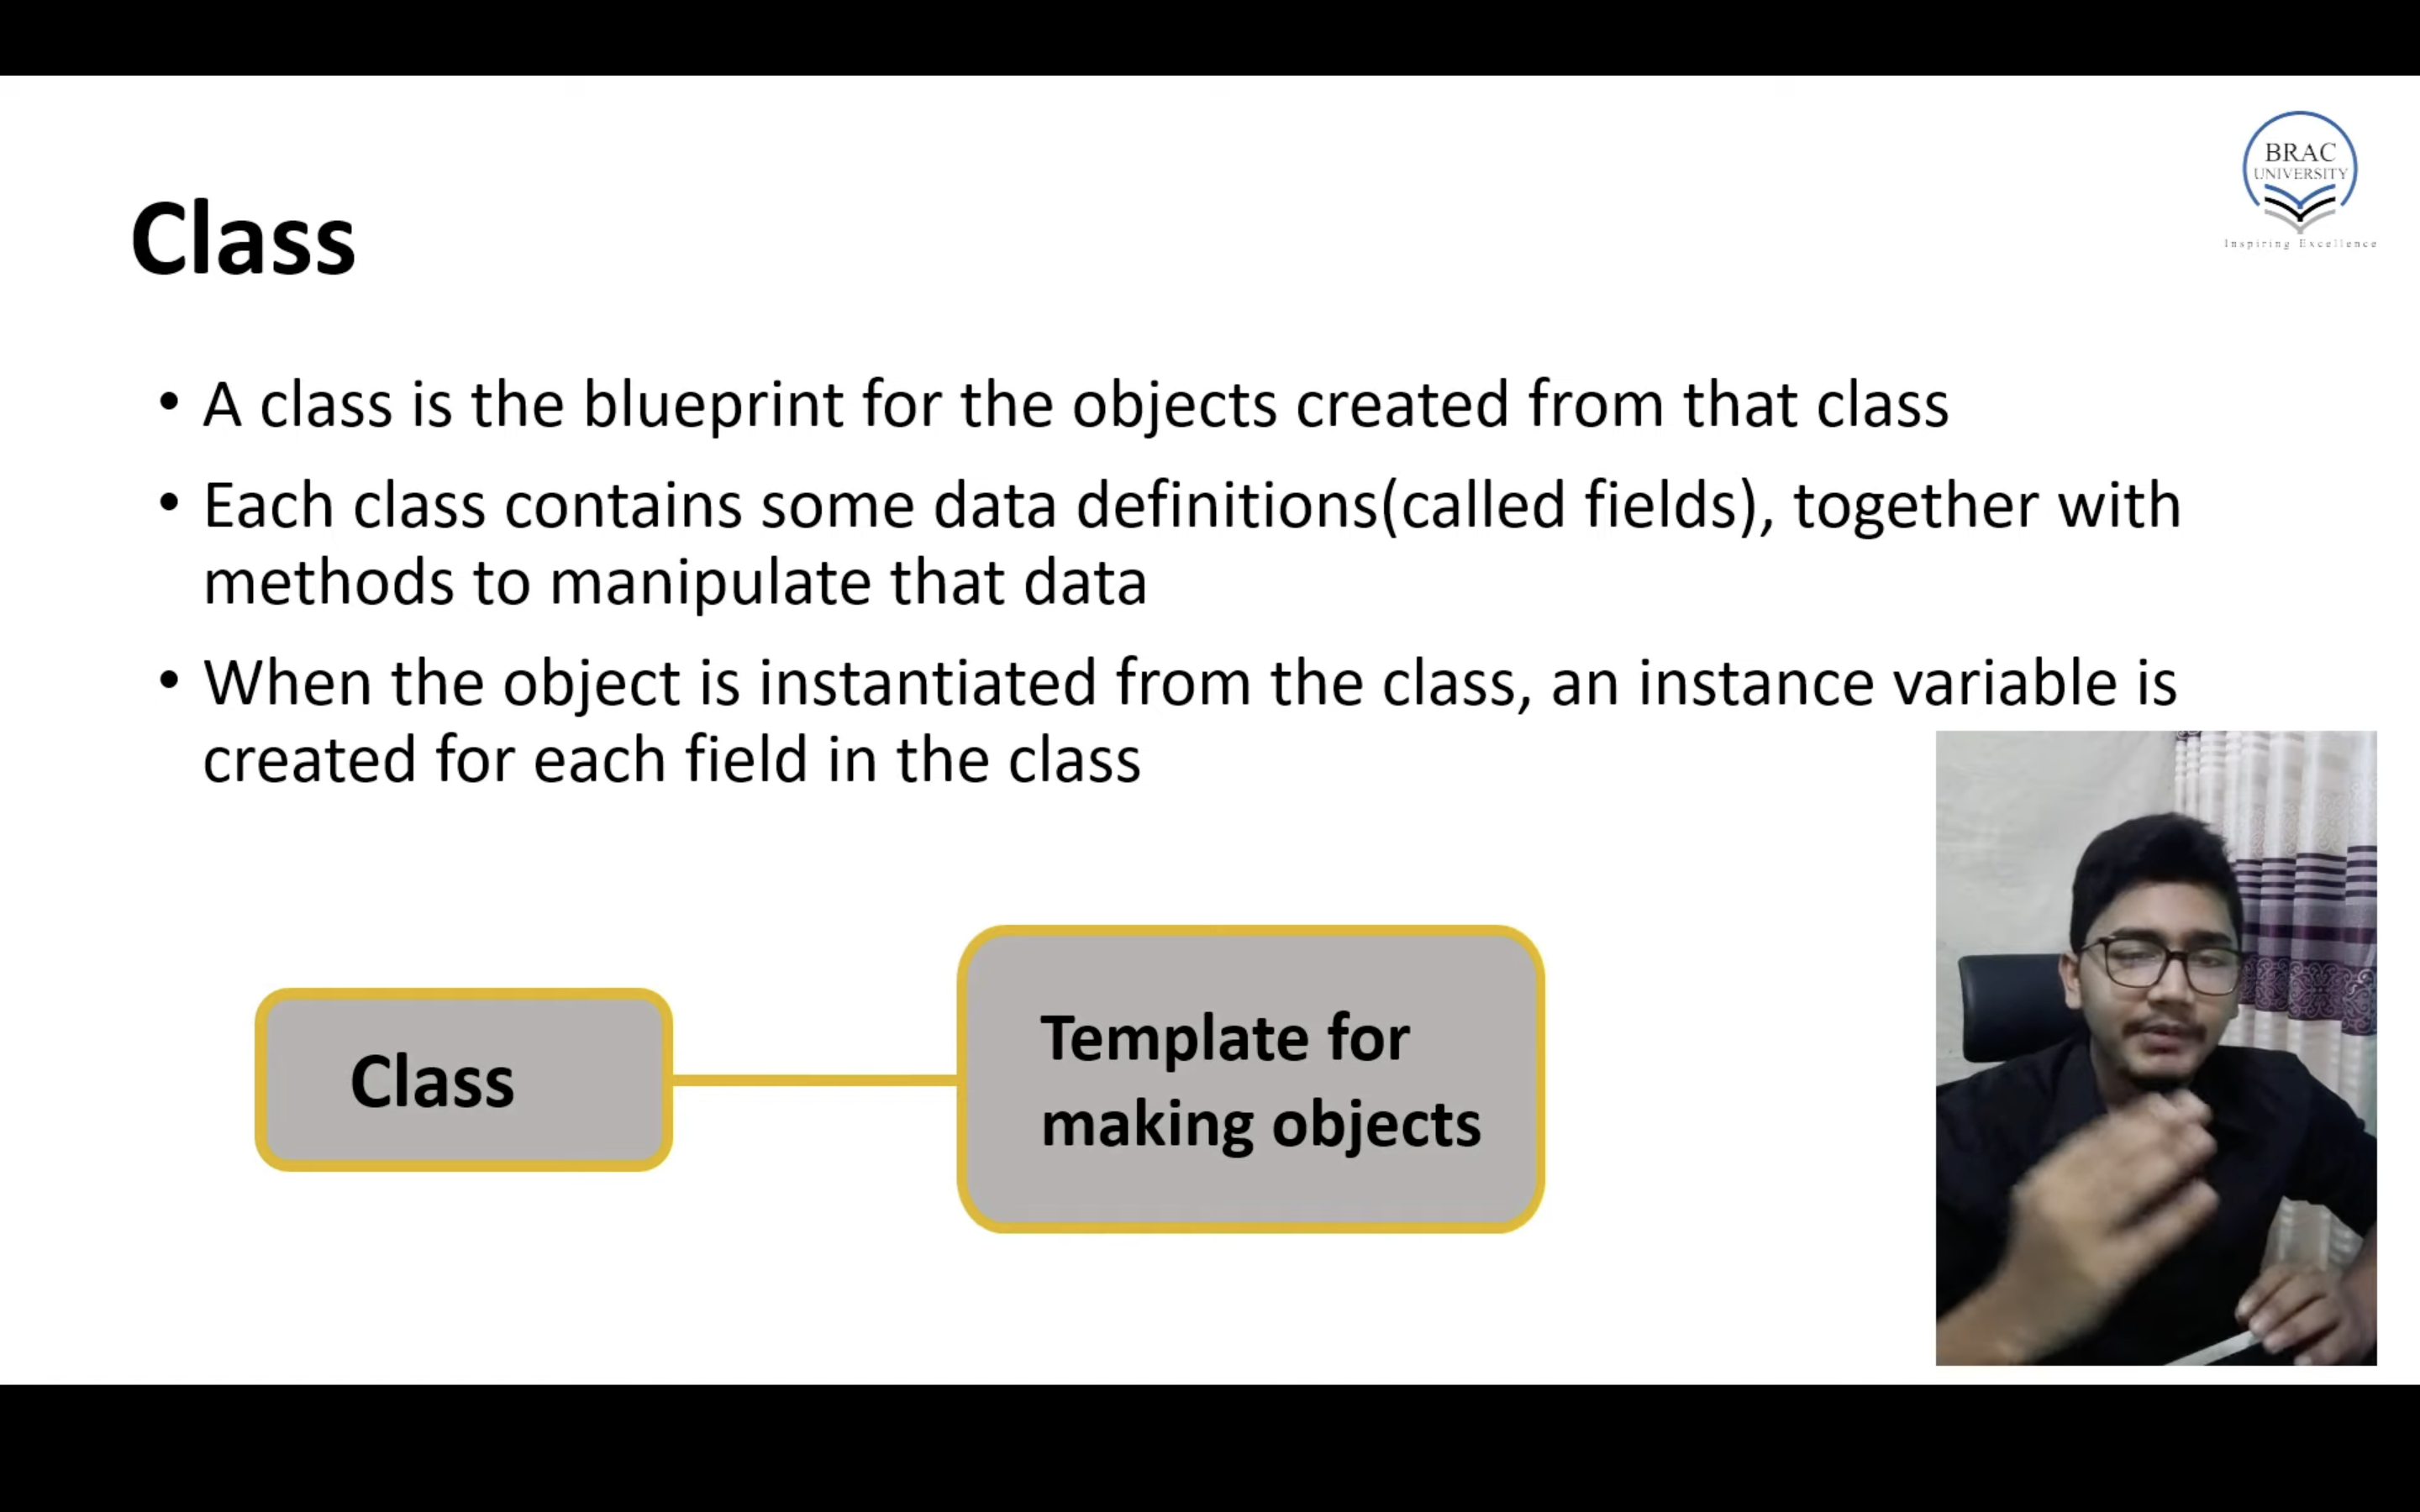 BRAC
UNIVERSITY
Inspiring Excellence
Class
• A class is the blueprint for the objects created from that class
• Each class contains some data definitions(called fields), together with
methods to manipulate that data
• When the object is instantiated from the class, an instance variable is
created for each field in the class
Class
Template for
making objects